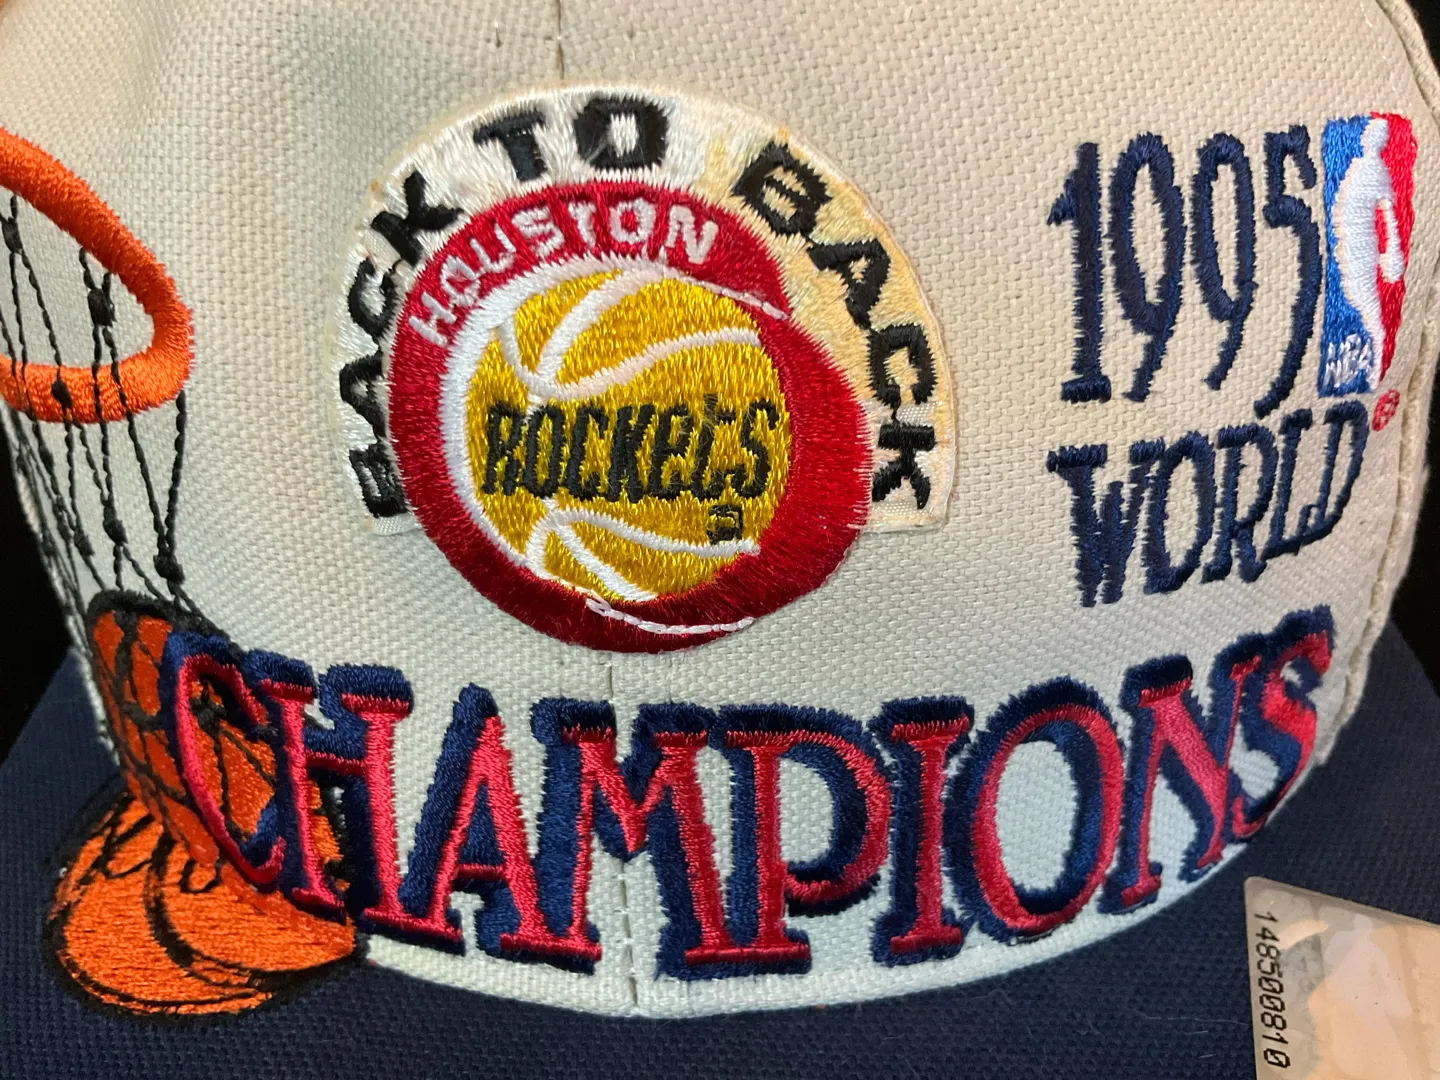 BACK TO BACK
HOUSTON
ROCKETS
1995
NBA
®
WORLD
CHAMPIONS
148500810